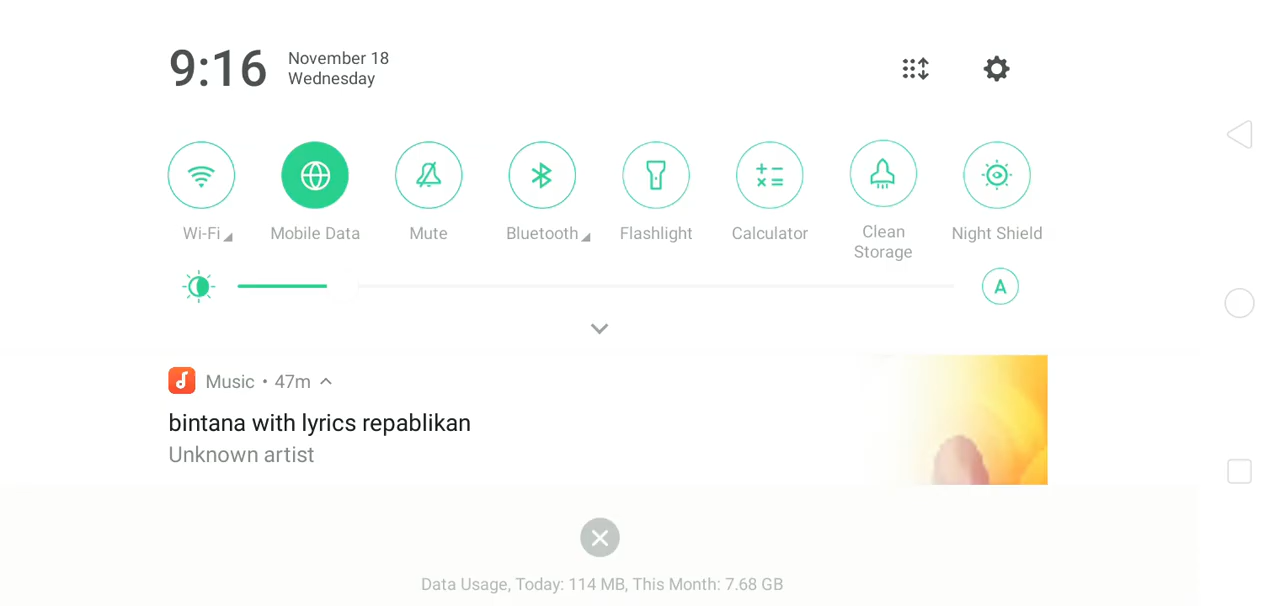 9:16
November 18
Wednesday
Wi-Fi
Mobile Data
Mute
Bluetooth
Flashlight
Calculator
Clean
Storage
Night Shield
A
Music • 47m
bintana with lyrics repablikan
Unknown artist
Data Usage, Today: 114 MB, This Month: 7.68 GB